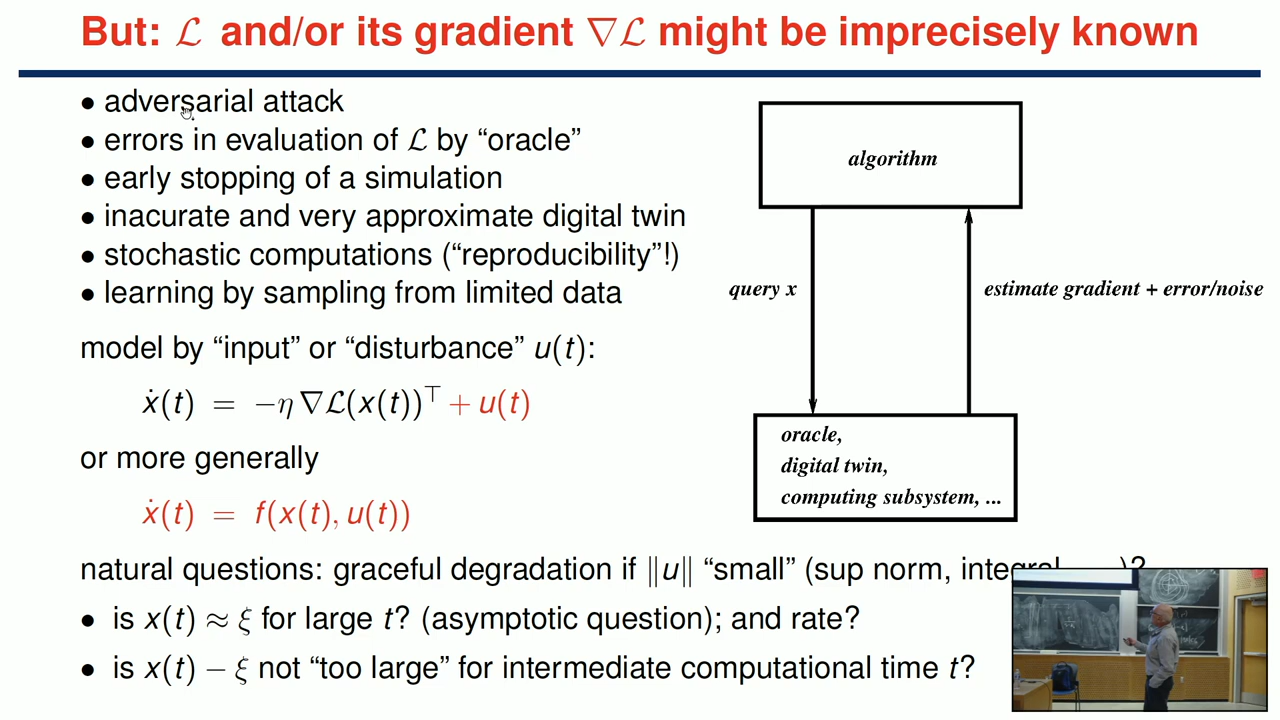 But: ℒ and/or its gradient ∇ℒ might be imprecisely known
• adversarial attack
• errors in evaluation of ℒ by “oracle”
• early stopping of a simulation
• inacurate and very approximate digital twin
• stochastic computations (“reproducibility”!)
• learning by sampling from limited data
model by “input” or “disturbance” u(t):
ẋ(t) = −η ∇ℒ(x(t))⊤ + u(t)
or more generally
ẋ(t) = f(x(t), u(t))
algorithm
query x
estimate gradient + error/noise
oracle,
digital twin,
computing subsystem, ...
natural questions: graceful degradation if ‖u‖ “small” (sup norm, integral )?
• is x(t) ≈ ξ for large t? (asymptotic question); and rate?
• is x(t) − ξ not “too large” for intermediate computational time t?